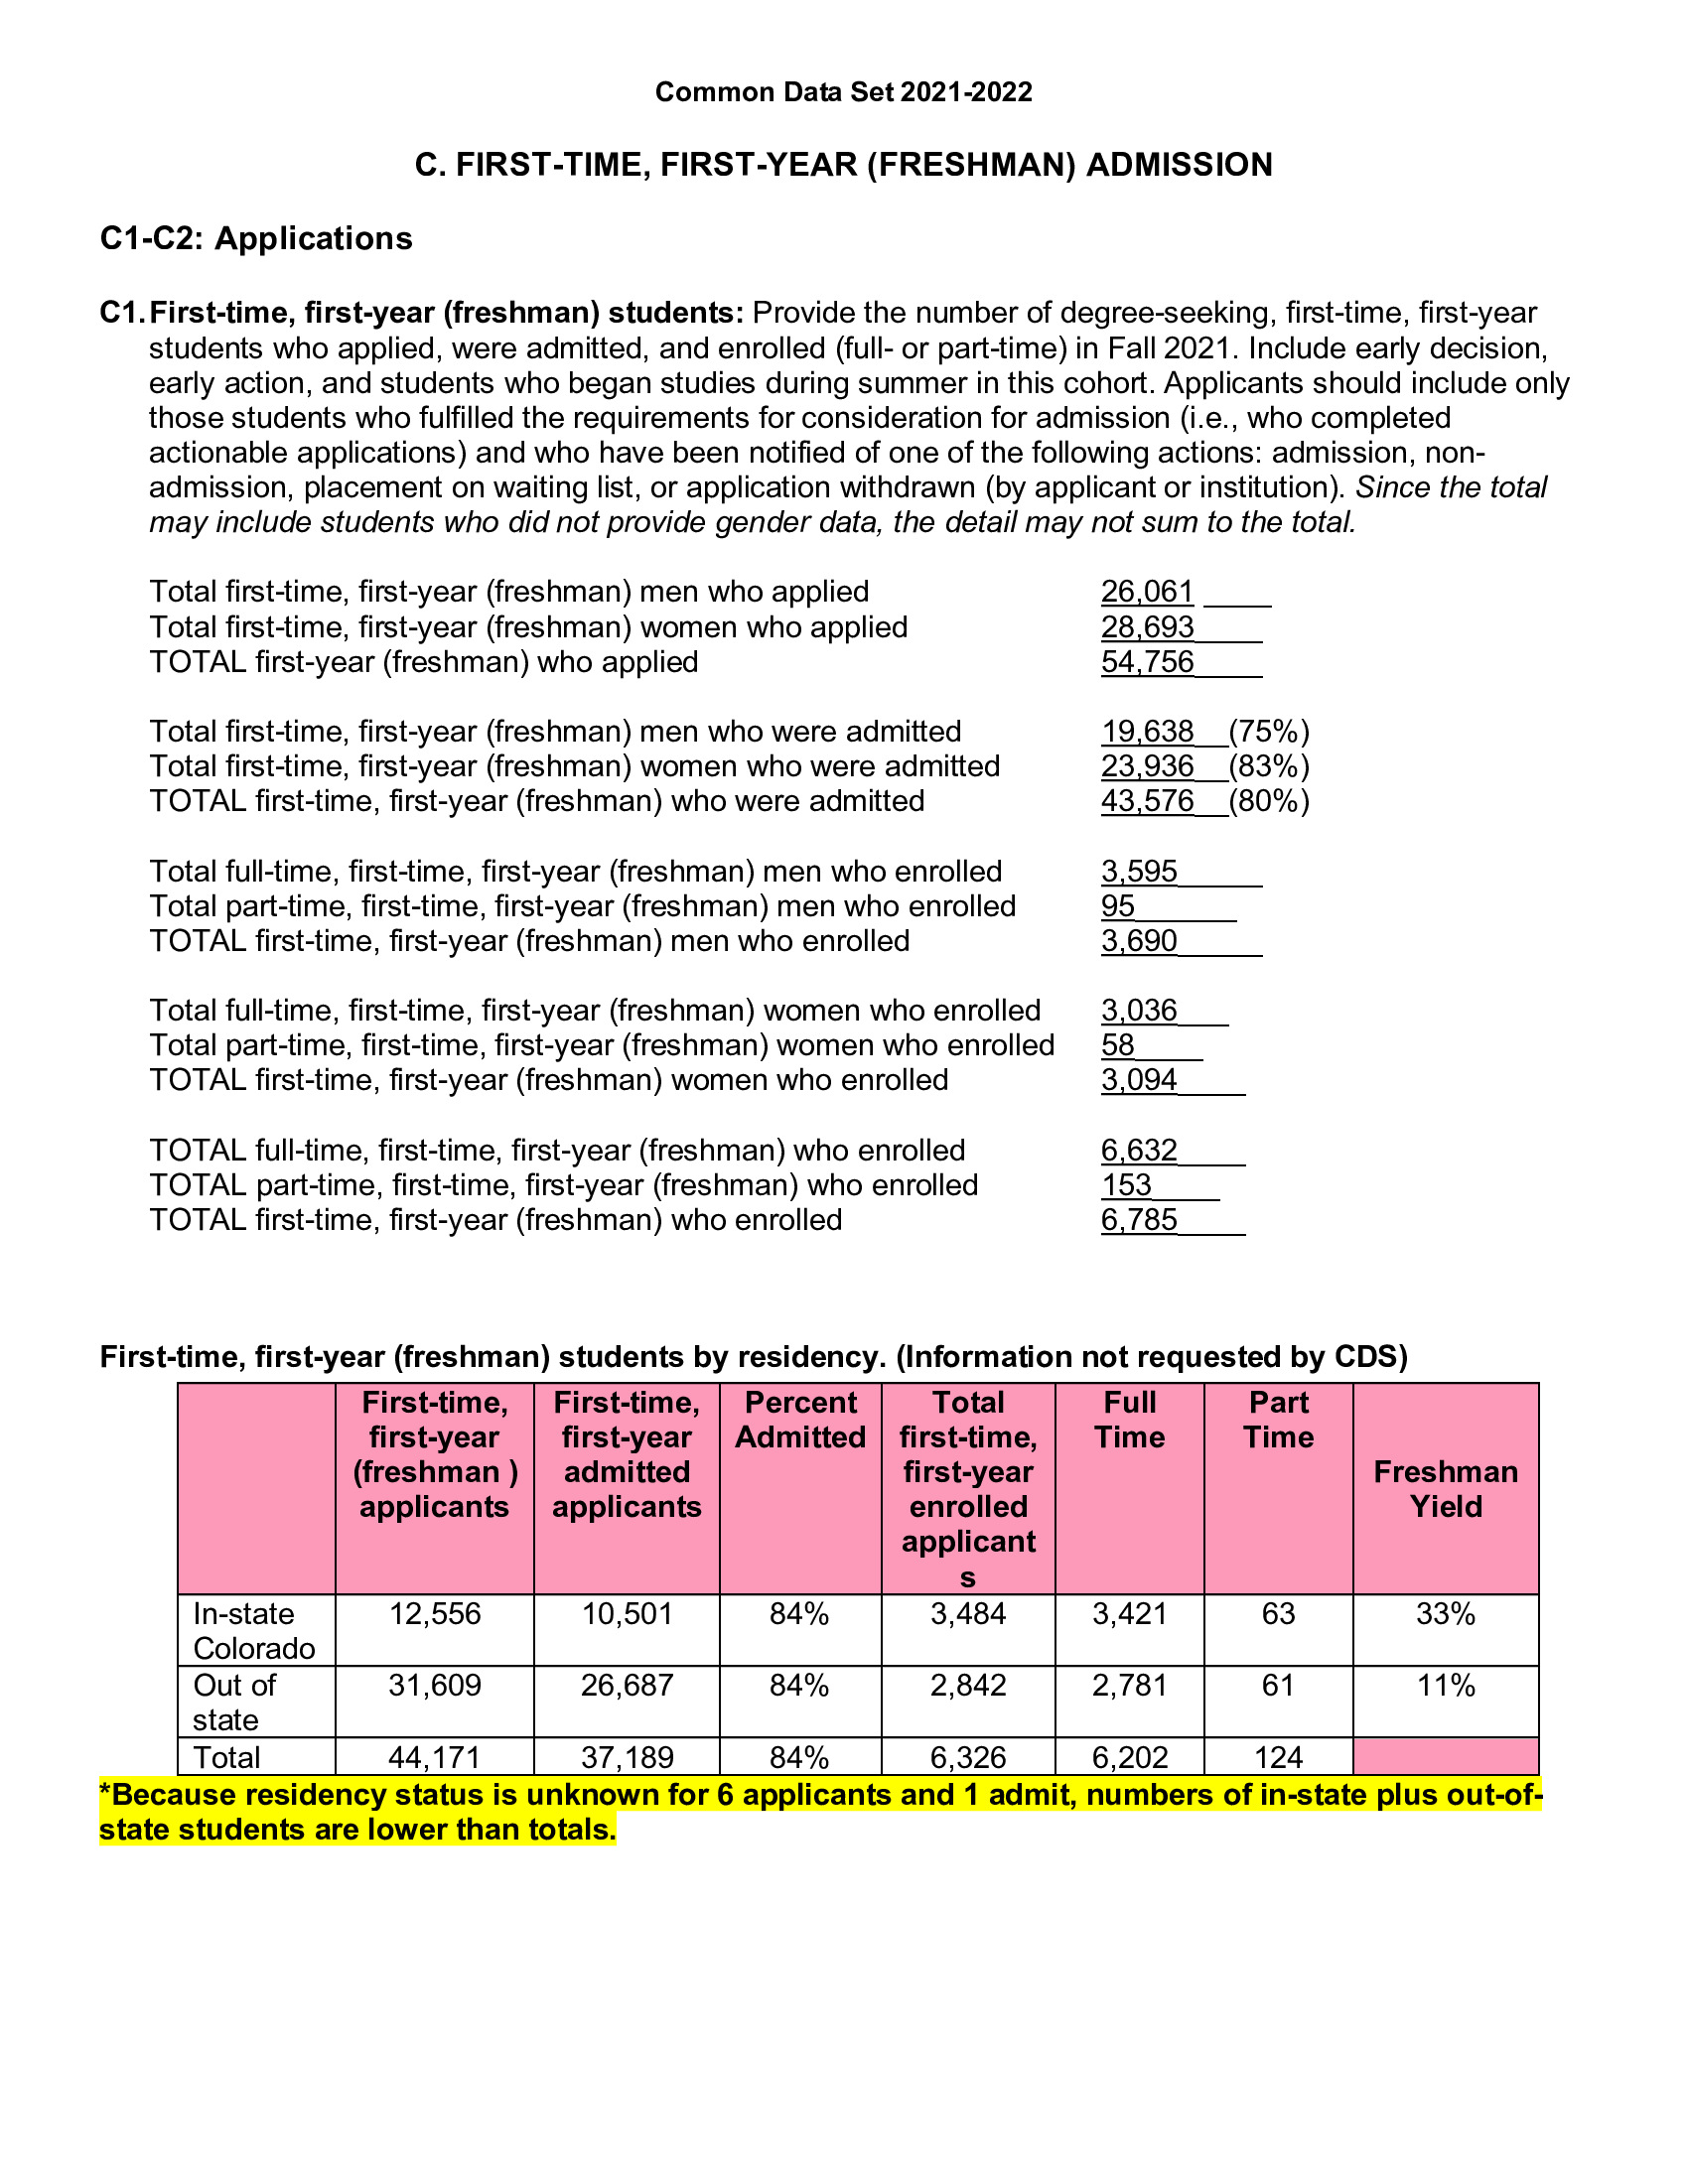 Common Data Set 2021-2022
C. FIRST-TIME, FIRST-YEAR (FRESHMAN) ADMISSION
C1-C2: Applications
C1. First-time, first-year (freshman) students: Provide the number of degree-seeking, first-time, first-year
students who applied, were admitted, and enrolled (full- or part-time) in Fall 2021. Include early decision,
early action, and students who began studies during summer in this cohort. Applicants should include only
those students who fulfilled the requirements for consideration for admission (i.e., who completed
actionable applications) and who have been notified of one of the following actions: admission, non-
admission, placement on waiting list, or application withdrawn (by applicant or institution). Since the total
may include students who did not provide gender data, the detail may not sum to the total.
Total first-time, first-year (freshman) men who applied 26,061
Total first-time, first-year (freshman) women who applied 28,693
TOTAL first-year (freshman) who applied 54,756
Total first-time, first-year (freshman) men who were admitted 19,638 (75%)
Total first-time, first-year (freshman) women who were admitted 23,936 (83%)
TOTAL first-time, first-year (freshman) who were admitted 43,576 (80%)
Total full-time, first-time, first-year (freshman) men who enrolled 3,595
Total part-time, first-time, first-year (freshman) men who enrolled 95
TOTAL first-time, first-year (freshman) men who enrolled 3,690
Total full-time, first-time, first-year (freshman) women who enrolled 3,036
Total part-time, first-time, first-year (freshman) women who enrolled 58
TOTAL first-time, first-year (freshman) women who enrolled 3,094
TOTAL full-time, first-time, first-year (freshman) who enrolled 6,632
TOTAL part-time, first-time, first-year (freshman) who enrolled 153
TOTAL first-time, first-year (freshman) who enrolled 6,785
First-time, first-year (freshman) students by residency. (Information not requested by CDS)
First-time, First-time, Percent Total Full Part
first-year first-year Admitted first-time, Time Time
(freshman ) admitted first-year Freshman
applicants applicants enrolled Yield
applicant
s
In-state 12,556 10,501 84% 3,484 3,421 63 33%
Colorado
Out of 31,609 26,687 84% 2,842 2,781 61 11%
state
Total 44,171 37,189 84% 6,326 6,202 124
*Because residency status is unknown for 6 applicants and 1 admit, numbers of in-state plus out-of-
state students are lower than totals.